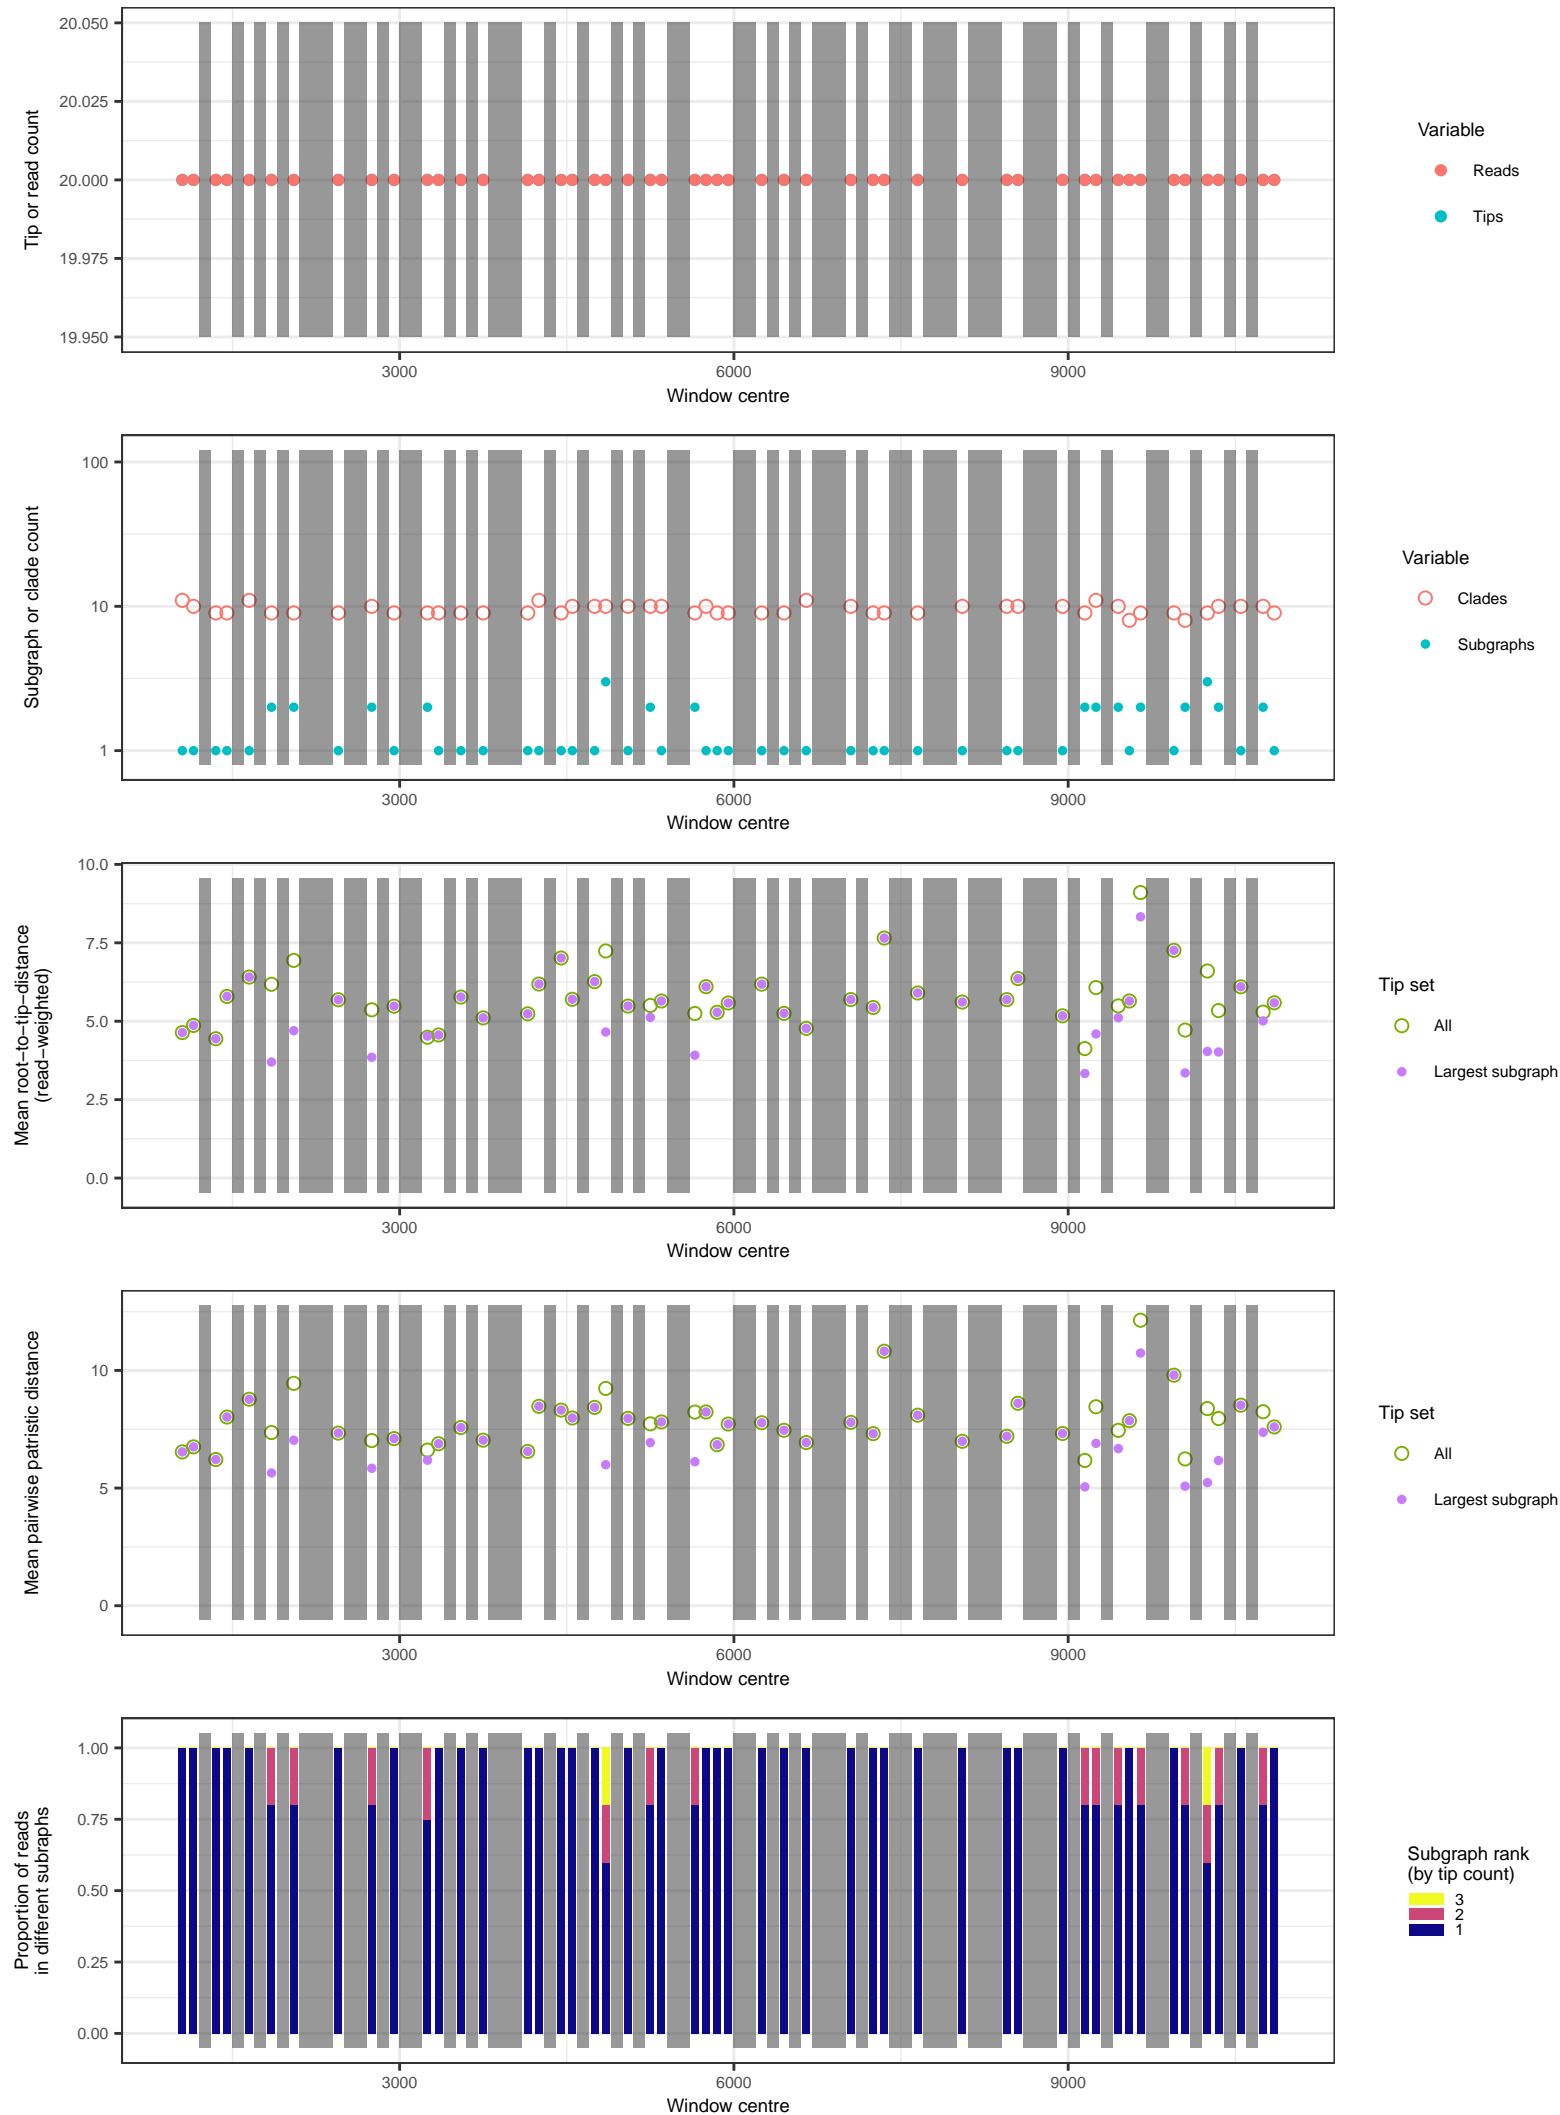 20.050
20.025
20.000
19.975
19.950
Tip or read count
3000
6000
9000
Window centre
Variable
Reads
Tips
100
10
1
Subgraph or clade count
3000
6000
9000
Window centre
Variable
Clades
Subgraphs
10.0
7.5
5.0
2.5
0.0
Mean root−to−tip−distance
(read−weighted)
3000
6000
9000
Window centre
Tip set
All
Largest subgraph
10
5
0
Mean pairwise patristic distance
3000
6000
9000
Window centre
Tip set
All
Largest subgraph
1.00
0.75
0.50
0.25
0.00
Proportion of reads
in different subraphs
3000
6000
9000
Window centre
Subgraph rank
(by tip count)
3
2
1